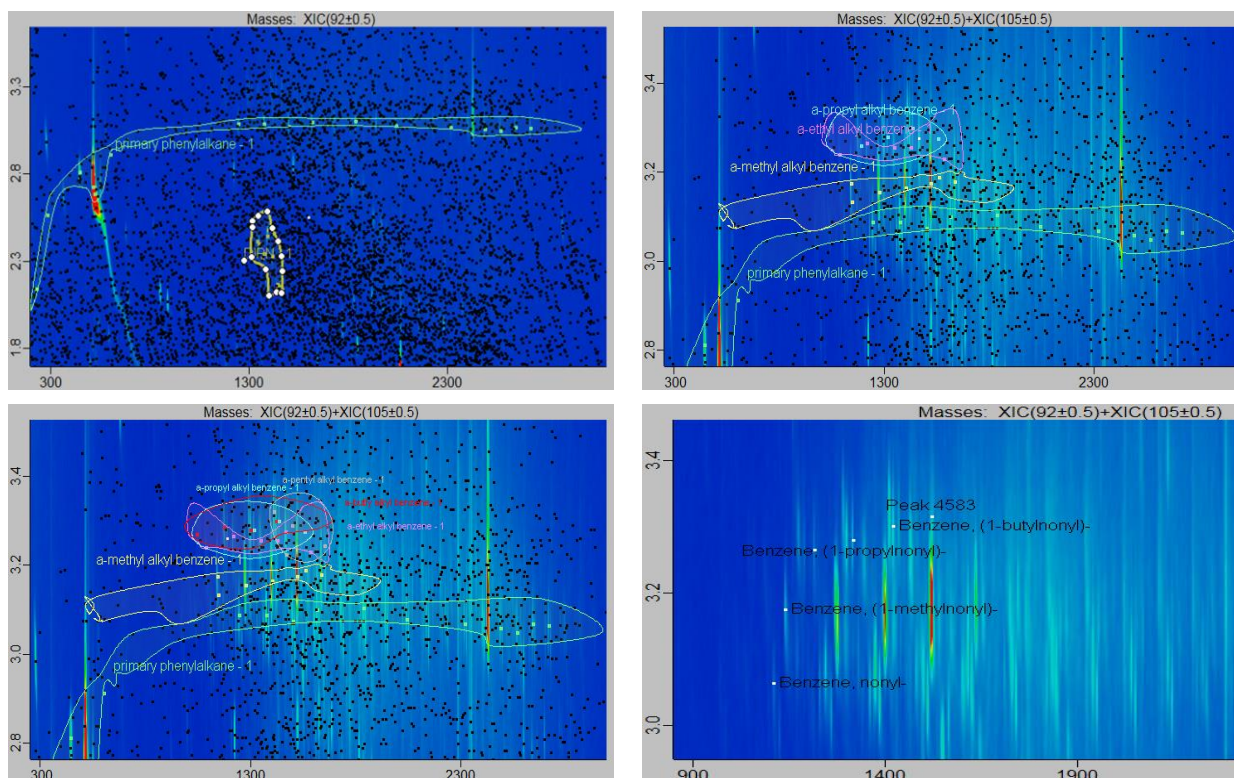 Masses: XIC(92±0.5)
3.3
2.8
2.3
1.8
primary phenylalkane - 1
300
1300
2300
Masses: XIC(92±0.5)+XIC(105±0.5)
3.4
3.2
3.0
2.8
a-propyl alkyl benzene - 1
a-ethyl alkyl benzene - 1
a-methyl alkyl benzene - 1
primary phenylalkane - 1
300
1300
2300
Masses: XIC(92±0.5)+XIC(105±0.5)
3.4
3.2
3.0
2.8
a-pentyl alkyl benzene - 1
a-propyl alkyl benzene - 1
a-ethyl alkyl benzene - 1
a-methyl alkyl benzene - 1
primary phenylalkane - 1
300
1300
2300
Masses: XIC(92±0.5)+XIC(105±0.5)
3.4
3.2
3.0
Peak 4583
Benzene, (1-butylnonyl)-
Benzene, (1-propylnonyl)-
Benzene, (1-methylnonyl)-
Benzene, nonyl-
900
1400
1900